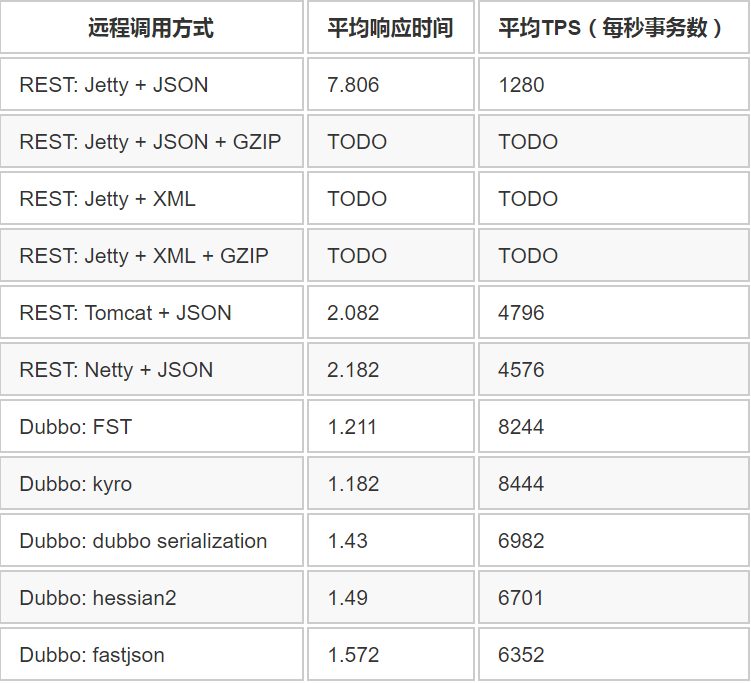 远程调用方式 平均响应时间 平均TPS（每秒事务数）
REST: Jetty + JSON 7.806 1280
REST: Jetty + JSON + GZIP TODO TODO
REST: Jetty + XML TODO TODO
REST: Jetty + XML + GZIP TODO TODO
REST: Tomcat + JSON 2.082 4796
REST: Netty + JSON 2.182 4576
Dubbo: FST 1.211 8244
Dubbo: kyro 1.182 8444
Dubbo: dubbo serialization 1.43 6982
Dubbo: hessian2 1.49 6701
Dubbo: fastjson 1.572 6352